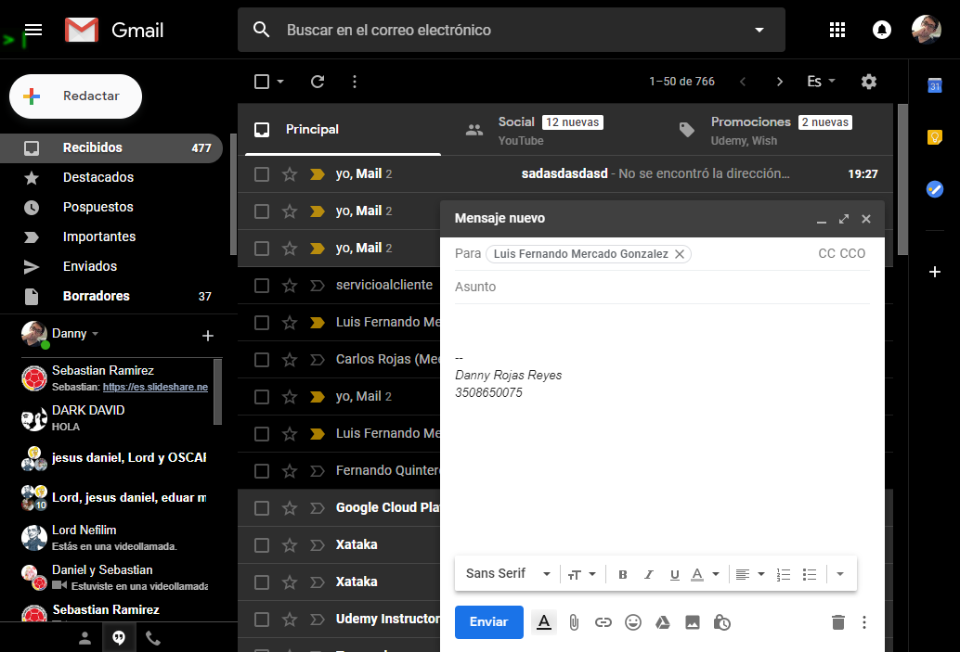 Gmail
Buscar en el correo electrónico
Redactar
1–50 de 766
Es
31
Recibidos 477
Destacados
Pospuestos
Importantes
Enviados
Borradores 37
Danny
Sebastian Ramirez
Sebastian: https://es.slideshare.ne
DARK DAVID
HOLA
jesus daniel, Lord y OSCAR
Lord, jesus daniel, eduar m
10
Lord Nefilim
Estás en una videollamada.
Daniel y Sebastian
Estuviste en una videollamada
Sebastian Ramirez
Principal
Social 12 nuevas
YouTube
Promociones 2 nuevas
Udemy, Wish
yo, Mail 2 sadasdasdasd - No se encontró la dirección... 19:27
yo, Mail 2
yo, Mail 2
servicioalcliente
Luis Fernando Me
Carlos Rojas (Me
yo, Mail 2
Luis Fernando Me
Fernando Quinter
Google Cloud Pla
Xataka
Xataka
Udemy Instructor
Mensaje nuevo
Para Luis Fernando Mercado Gonzalez CC CCO
Asunto
--
Danny Rojas Reyes
3508650075
Sans Serif
Enviar